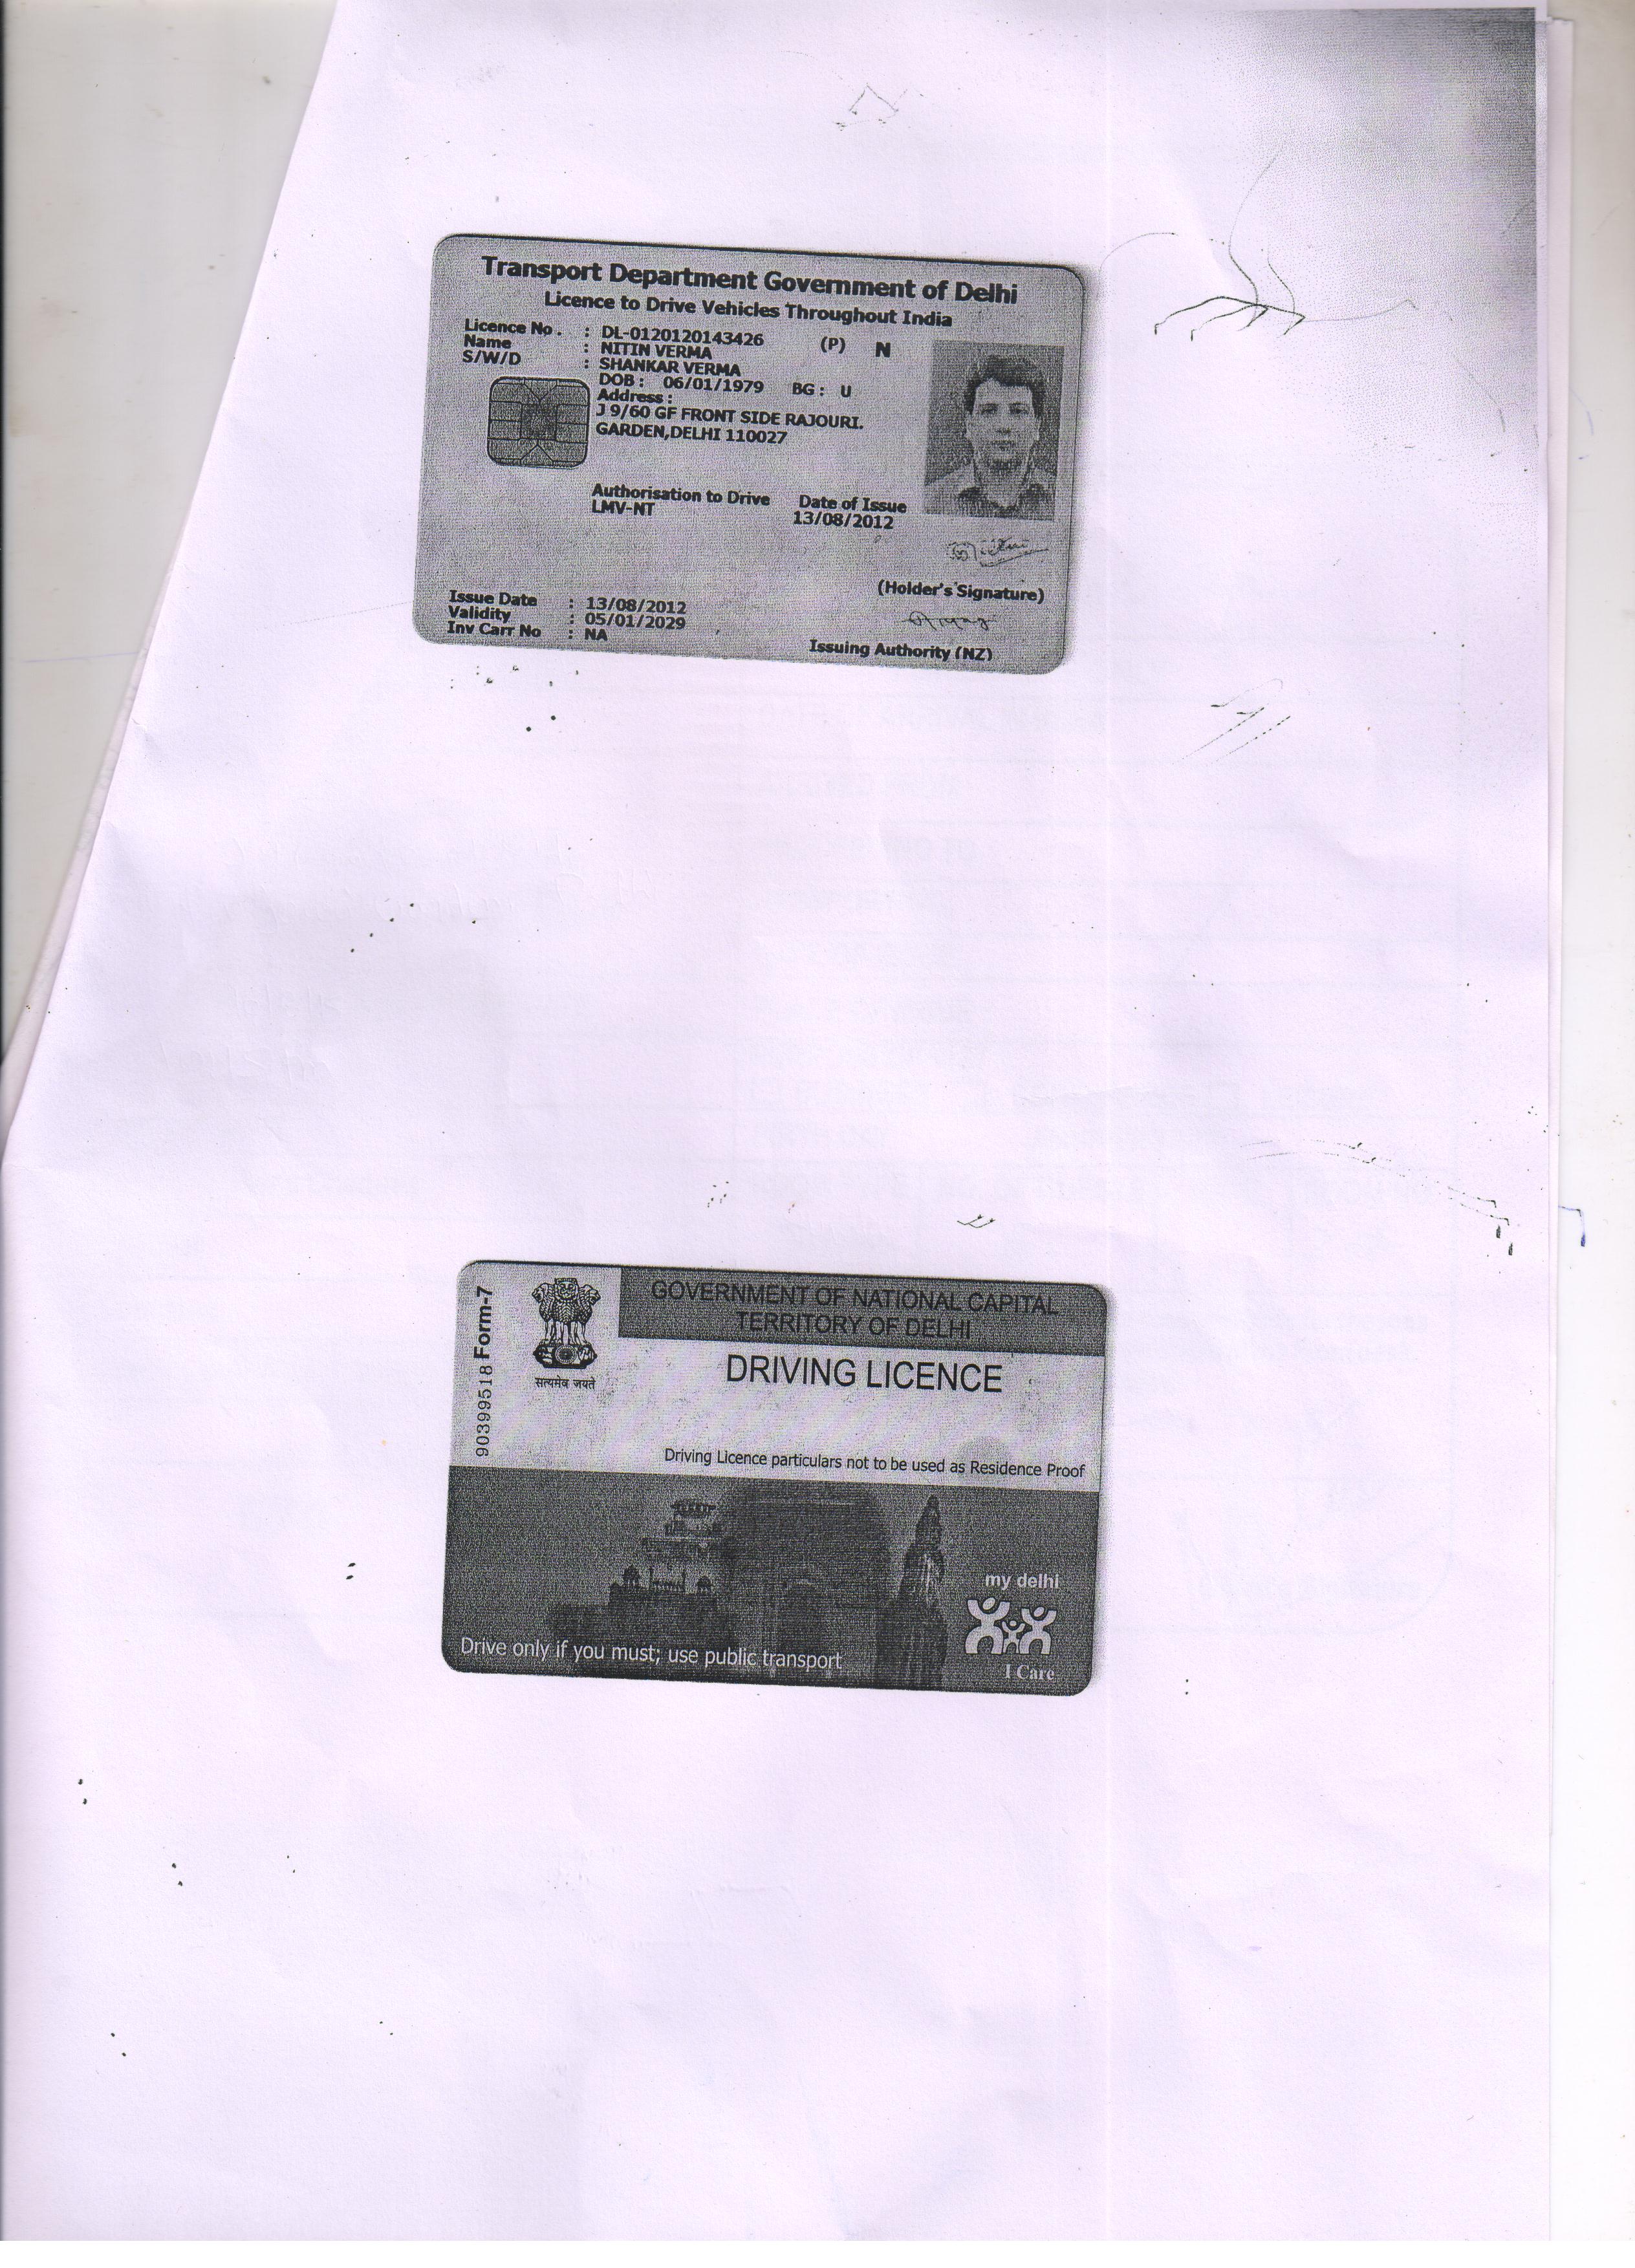 Transport Department Government of Delhi
Licence to Drive Vehicles Throughout India
Licence No. : DL-0120120143426 (P) N
Name : NITIN VERMA
S/W/D : SHANKAR VERMA
DOB : 06/01/1979 BG : U
Address :
J 9/60 GF FRONT SIDE RAJOURI.
GARDEN,DELHI 110027
Authorisation to Drive Date of Issue
LMV-NT 13/08/2012
(Holder's Signature)
Issue Date : 13/08/2012
Validity : 05/01/2029
Inv Carr No : NA
Issuing Authority (NZ)
90399518 Form-7
सत्यमेव जयते
GOVERNMENT OF NATIONAL CAPITAL
TERRITORY OF DELHI
DRIVING LICENCE
Driving Licence particulars not to be used as Residence Proof
my delhi
I Care
Drive only if you must; use public transport